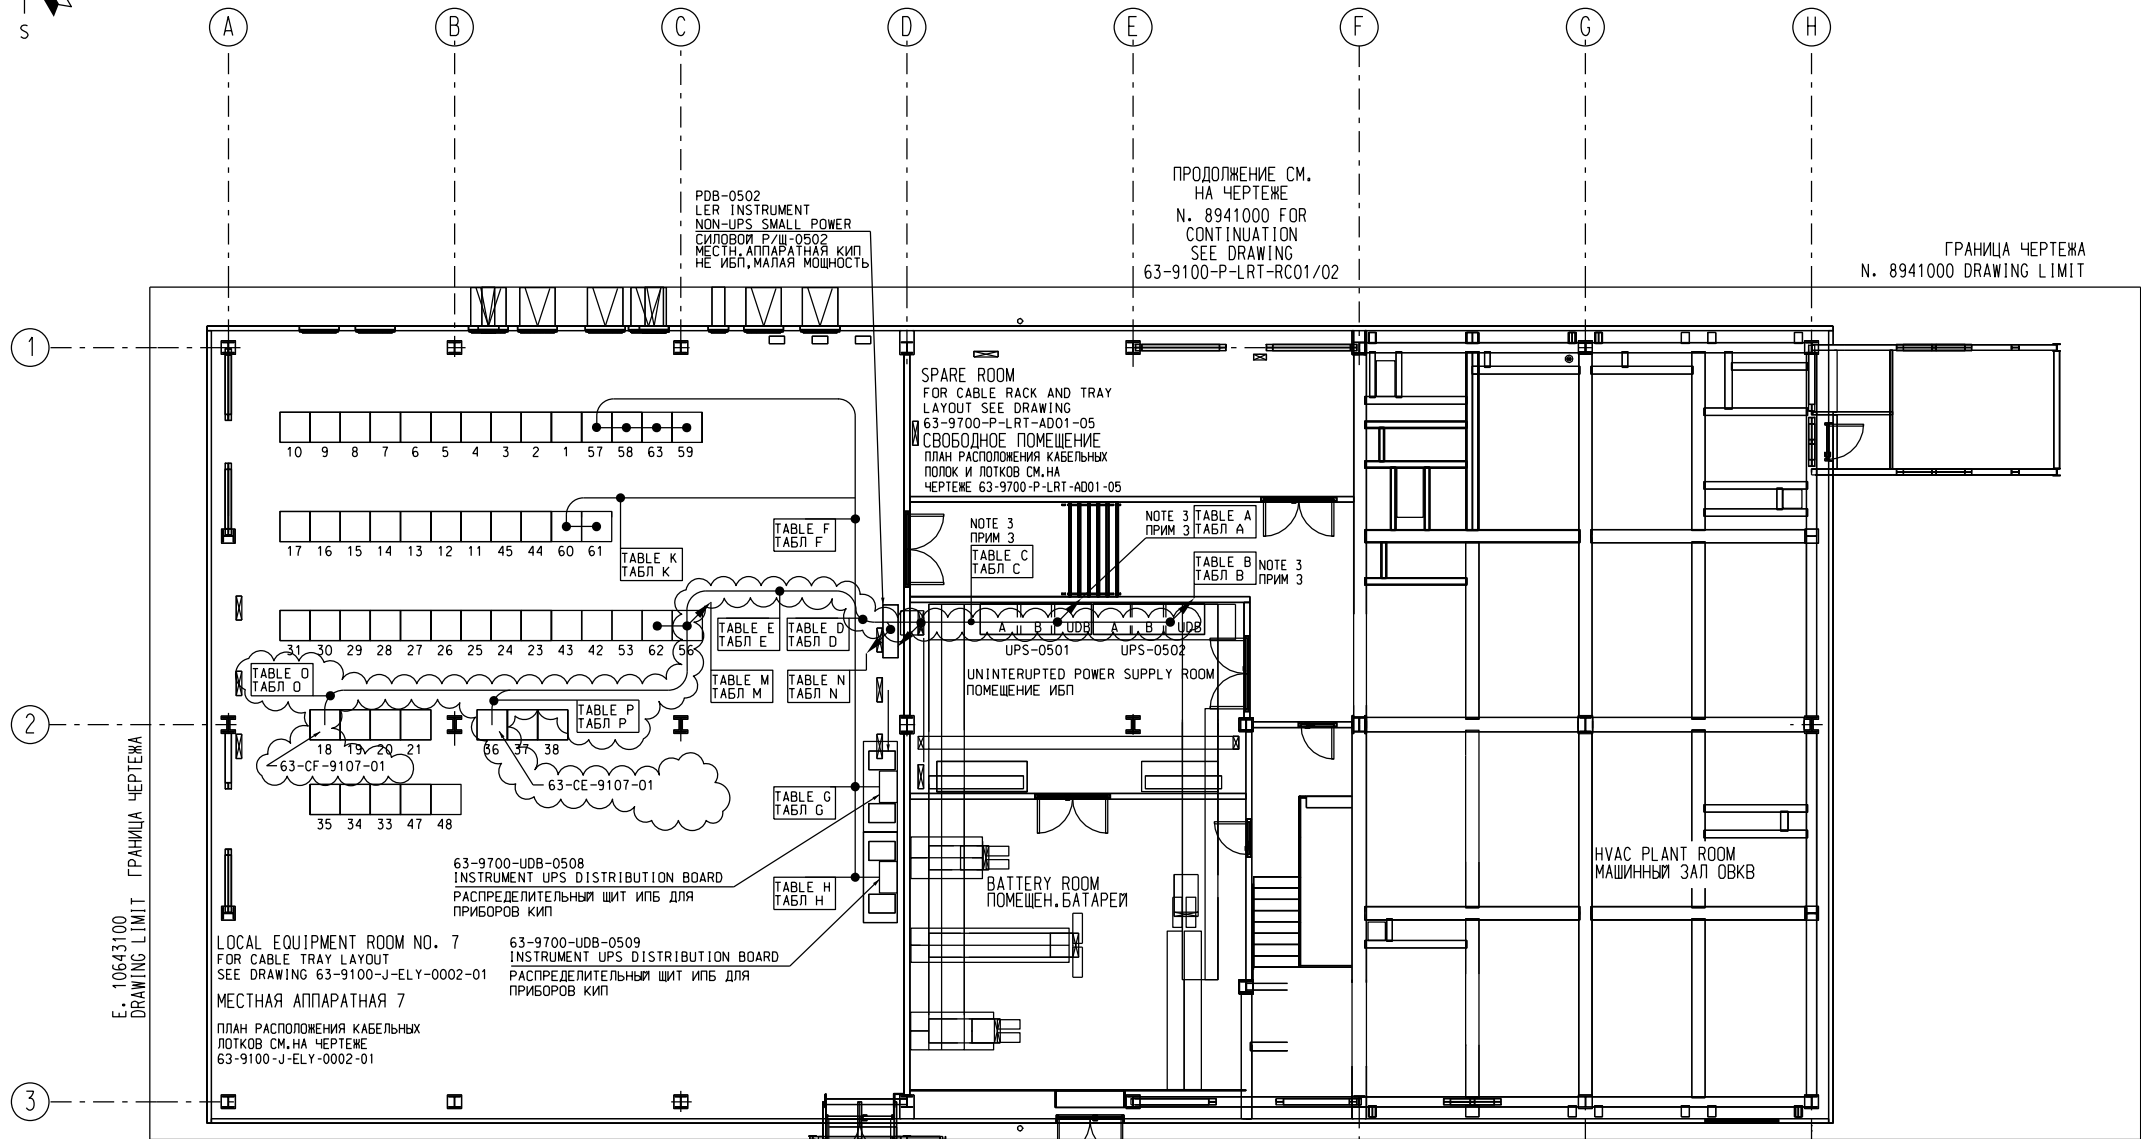 S
A
B
C
D
E
F
G
H
PDB-0502
LER INSTRUMENT
NON-UPS SMALL POWER
СИЛОВОЙ Р/Щ-0502
МЕСТН.АППАРАТНАЯ КИП
НЕ ИБП,МАЛАЯ МОЩНОСТЬ
ПРОДОЛЖЕНИЕ СМ.
НА ЧЕРТЕЖЕ
N. 8941000 FOR
CONTINUATION
SEE DRAWING
63-9100-P-LRT-RC01/02
ГРАНИЦА ЧЕРТЕЖА
N. 8941000 DRAWING LIMIT
1
SPARE ROOM
FOR CABLE RACK AND TRAY
LAYOUT SEE DRAWING
63-9700-P-LRT-AD01-05
СВОБОДНОЕ ПОМЕЩЕНИЕ
ПЛАН РАСПОЛОЖЕНИЯ КАБЕЛЬНЫХ
ПОЛОК И ЛОТКОВ СМ.НА
ЧЕРТЕЖЕ 63-9700-P-LRT-AD01-05
10 9 8 7 6 5 4 3 2 1 57 58 63 59
17 16 15 14 13 12 11 45 44 60 61
TABLE K
ТАБЛ K
TABLE F
ТАБЛ F
NOTE 3
ПРИМ 3
TABLE C
ТАБЛ C
NOTE 3
ПРИМ 3
TABLE A
ТАБЛ A
TABLE B
ТАБЛ B
NOTE 3
ПРИМ 3
31 30 29 28 27 26 25 24 23 43 42 53 62 56
TABLE E
ТАБЛ E
TABLE D
ТАБЛ D
A B UDB A B UDB
UPS-0501
UPS-0502
UNINTERUPTED POWER SUPPLY ROOM
ПОМЕЩЕНИЕ ИБП
TABLE O
ТАБЛ O
TABLE M
ТАБЛ M
TABLE N
ТАБЛ N
TABLE P
ТАБЛ P
2
18 19 20 21
36 37 38
63-CF-9107-01
63-CE-9107-01
35 34 33 47 48
TABLE G
ТАБЛ G
TABLE H
ТАБЛ H
63-9700-UDB-0508
INSTRUMENT UPS DISTRIBUTION BOARD
РАСПРЕДЕЛИТЕЛЬНЫЙ ЩИТ ИПБ ДЛЯ
ПРИБОРОВ КИП
BATTERY ROOM
ПОМЕЩЕН.БАТАРЕЙ
HVAC PLANT ROOM
МАШИННЫЙ ЗАЛ ОВКВ
E. 10643100
DRAWING LIMIT ГРАНИЦА ЧЕРТЕЖА
LOCAL EQUIPMENT ROOM NO. 7
FOR CABLE TRAY LAYOUT
SEE DRAWING 63-9100-J-ELY-0002-01
МЕСТНАЯ АППАРАТНАЯ 7
ПЛАН РАСПОЛОЖЕНИЯ КАБЕЛЬНЫХ
ЛОТКОВ СМ.НА ЧЕРТЕЖЕ
63-9100-J-ELY-0002-01
63-9700-UDB-0509
INSTRUMENT UPS DISTRIBUTION BOARD
РАСПРЕДЕЛИТЕЛЬНЫЙ ЩИТ ИПБ ДЛЯ
ПРИБОРОВ КИП
3